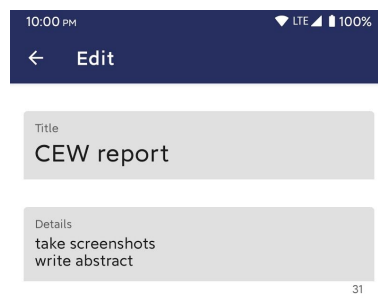 10:00 PM LTE 100%
Edit
Title
CEW report
Details
take screenshots
write abstract
31